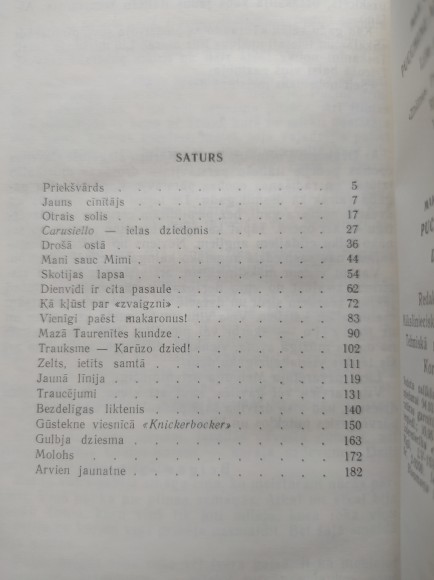 SATURS
Priekšvārds . . . . . . . . . 5
Jauns cīnītājs . . . . . . . . 7
Otrais solis . . . . . . . . . 17
Carusiello — ielas dziedonis . . . . . 27
Drošā ostā . . . . . . . . . 36
Mani sauc Mimi . . . . . . . . 44
Skotijas lapsa . . . . . . . . 54
Dienvidi ir cita pasaule . . . . . . 62
Kā kļūst par «zvaigzni» . . . . . . 72
Vienīgi paēst makaronus! . . . . . . 83
Mazā Taurenītes kundze . . . . . . 90
Trauksme — Karūzo dzied! . . . . . 102
Zelts, ietīts samtā . . . . . . . 111
Jaunā līnija . . . . . . . . . 119
Traucējumi . . . . . . . . . 131
Bezdelīgas liktenis . . . . . . . 140
Gūstekne viesnīcā «Knickerbocker» . . . . 150
Gulbja dziesma . . . . . . . . 163
Molohs . . . . . . . . . . 172
Arvien jaunatne . . . . . . . . 182